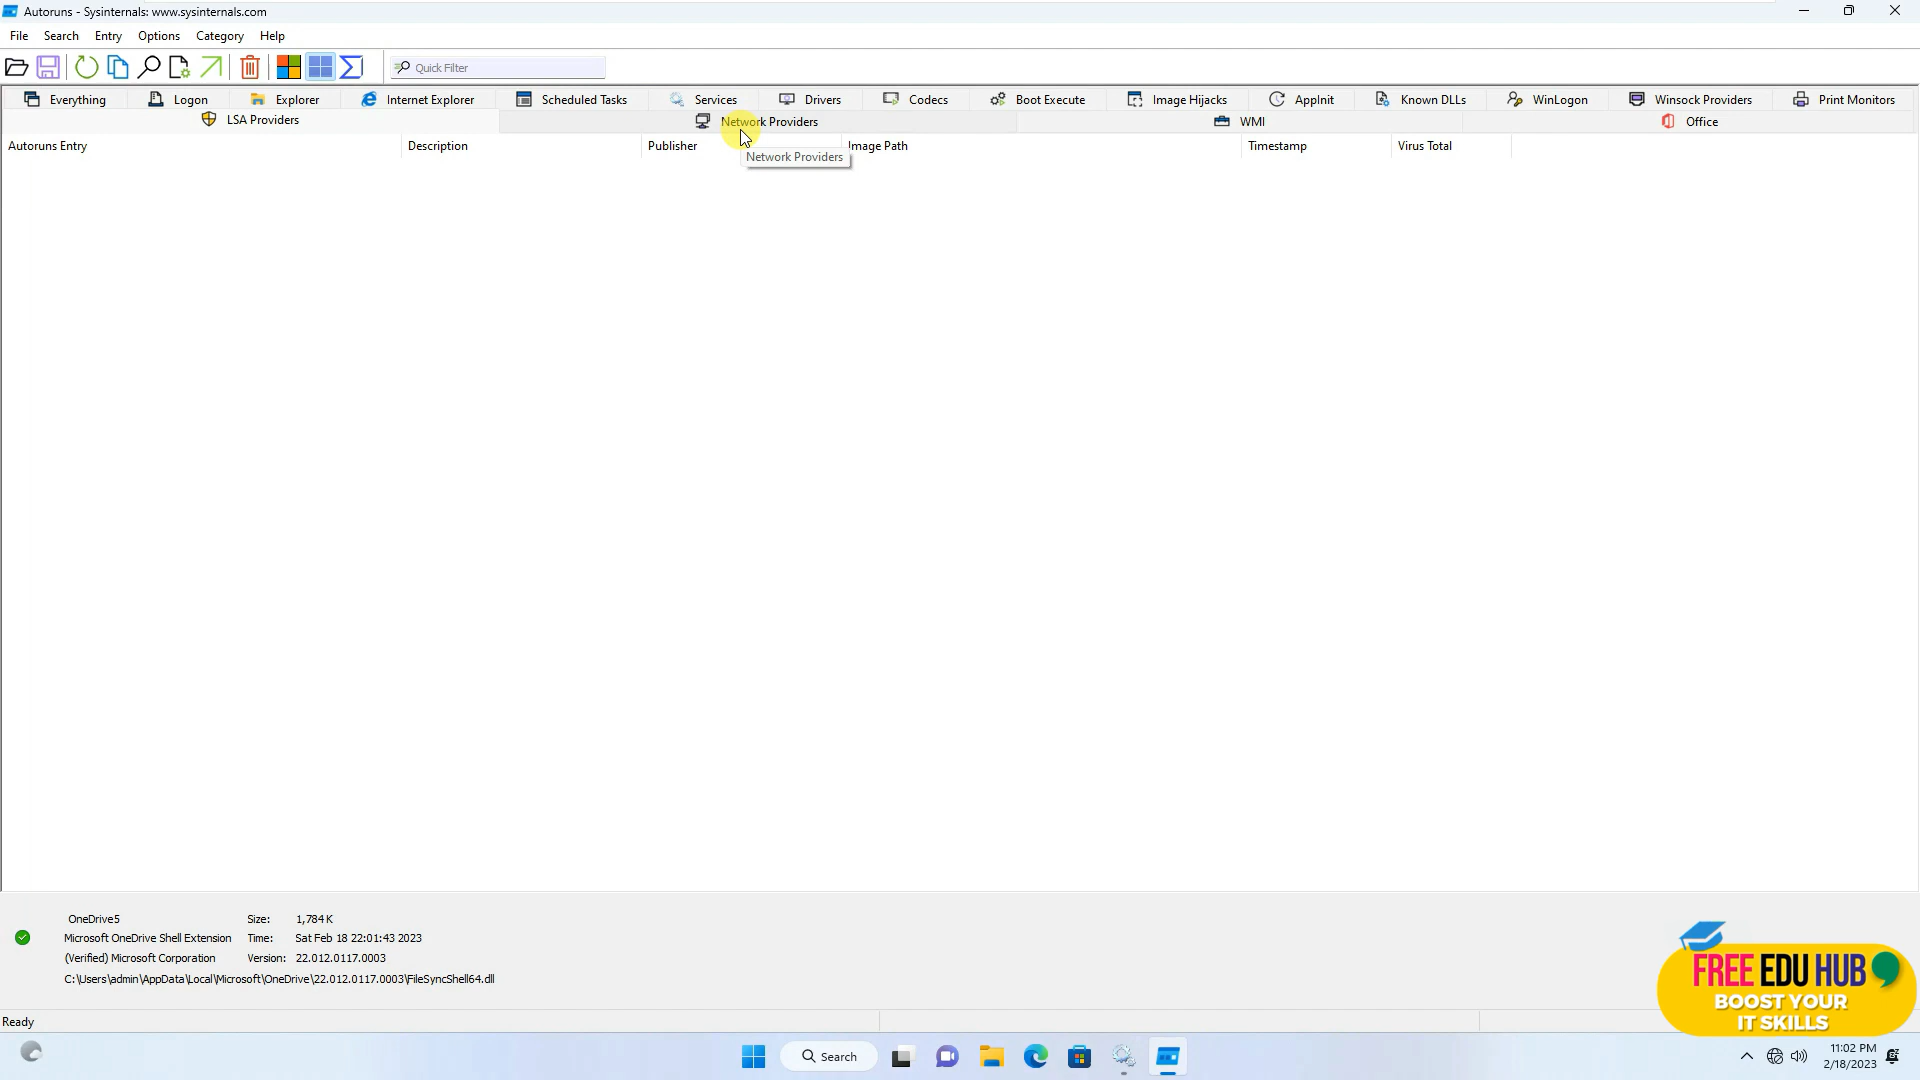 Autoruns - Sysinternals: www.sysinternals.com
File Search Entry Options Category Help
Quick Filter
Everything Logon Explorer Internet Explorer Scheduled Tasks Services Drivers Codecs Boot Execute Image Hijacks AppInit Known DLLs WinLogon Winsock Providers Print Monitors
LSA Providers Network Providers WMI Office
Autoruns Entry Description Publisher Image Path Timestamp Virus Total
Network Providers
OneDrive5 Size: 1,784 K
Microsoft OneDrive Shell Extension Time: Sat Feb 18 22:01:43 2023
(Verified) Microsoft Corporation Version: 22.012.0117.0003
C:\Users\admin\AppData\Local\Microsoft\OneDrive\22.012.0117.0003\FileSyncShell64.dll
FREE EDU HUB
BOOST YOUR
IT SKILLS
Ready
Search
11:02 PM
2/18/2023